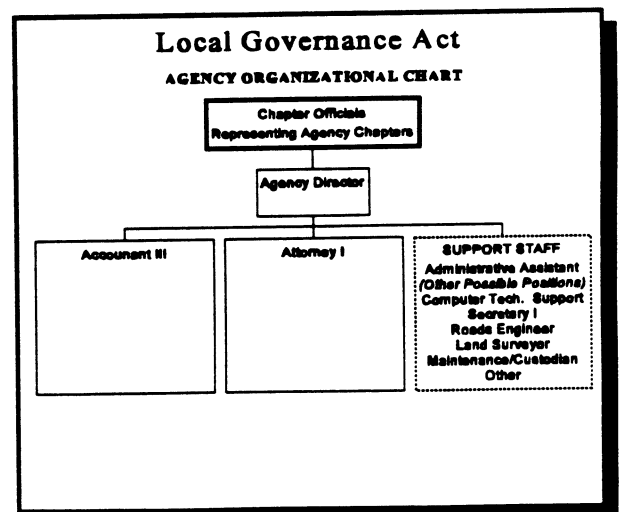 Local Governance Act
AGENCY ORGANIZATIONAL CHART
Chapter Officials
Representing Agency Chapters
Agency Director
Accounant III
Attorney I
SUPPORT STAFF
Administrative Assistant
(Other Possible Positions)
Computer Tech. Support
Secretary I
Roads Engineer
Land Surveyor
Maintenance/Custodian
Other